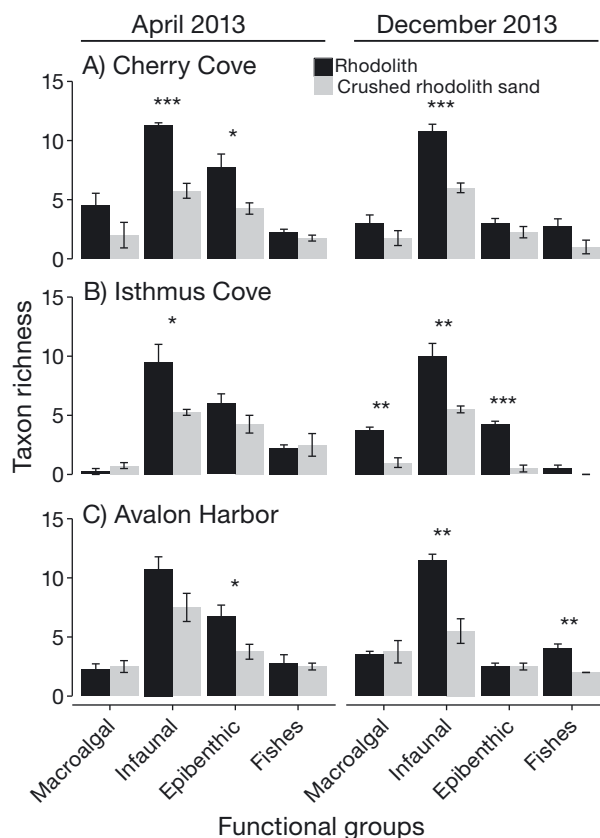 April 2013 December 2013
A) Cherry Cove
Rhodolith
Crushed rhodolith sand
15
10
5
0
*** * ***
B) Isthmus Cove
15
10
5
0
* ** ** ***
C) Avalon Harbor
15
10
5
0
* ** **
Taxon richness
Macroalgal Infaunal Epibenthic Fishes Macroalgal Infaunal Epibenthic Fishes
Functional groups